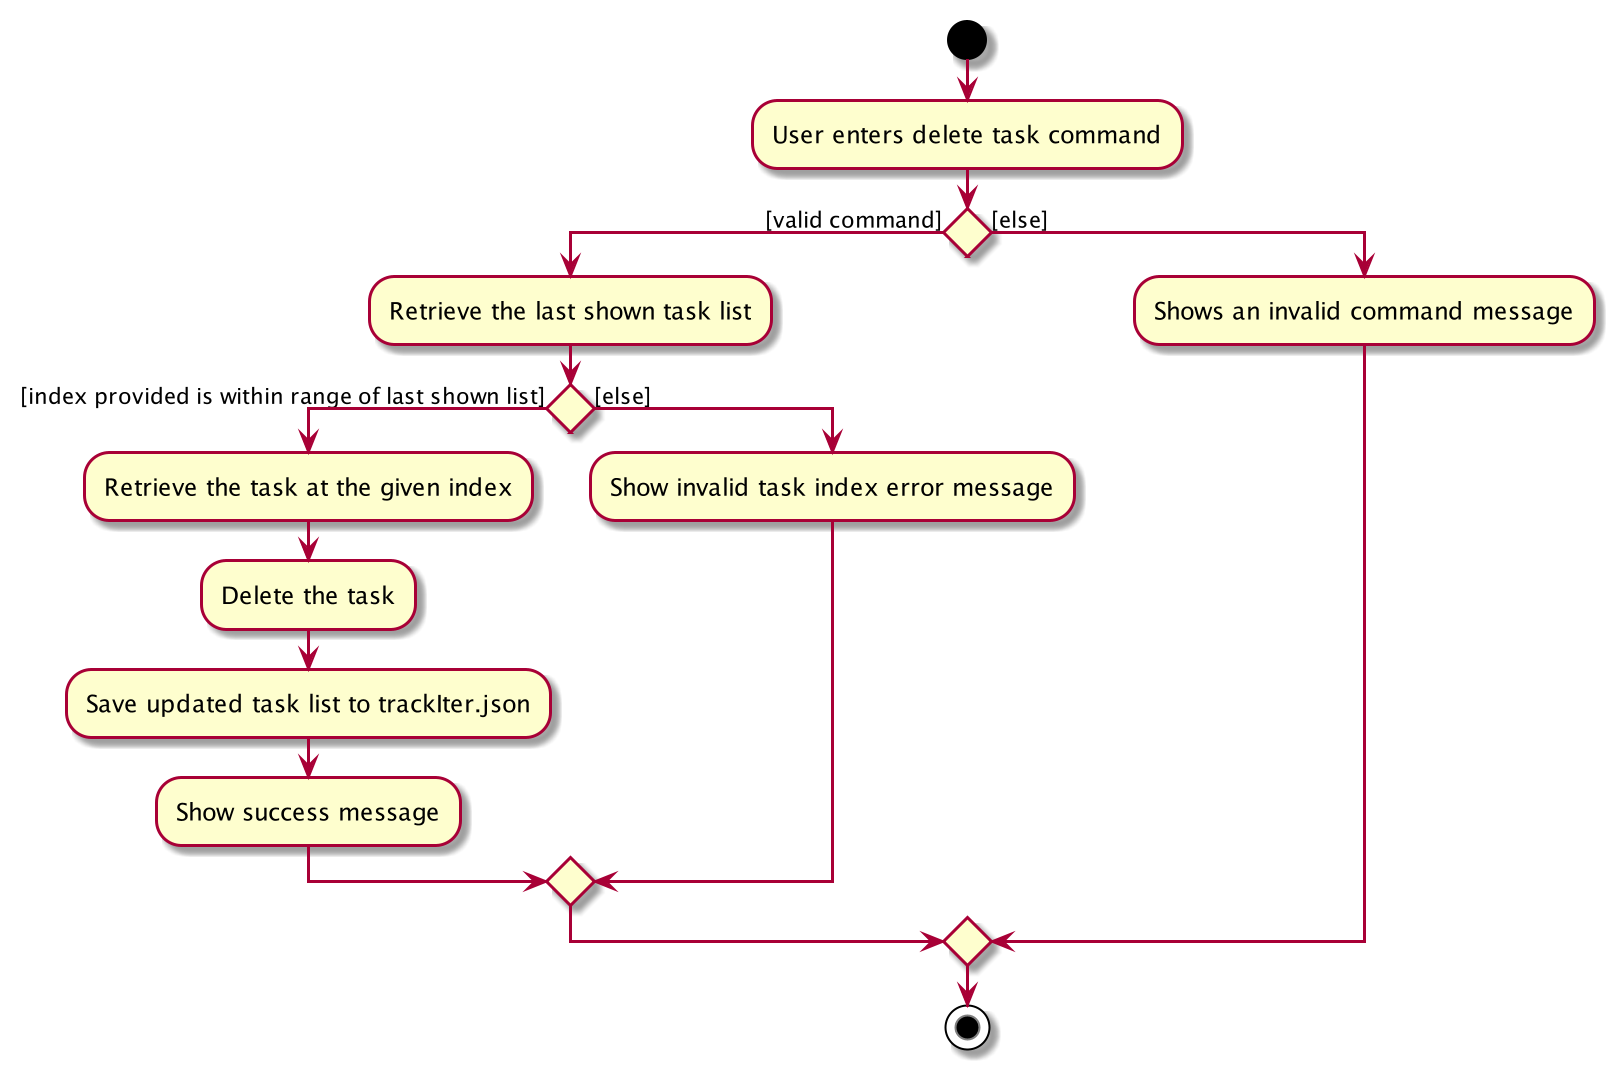 User enters delete task command
[valid command]
[else]
Retrieve the last shown task list
Shows an invalid command message
[index provided is within range of last shown list]
[else]
Retrieve the task at the given index
Show invalid task index error message
Delete the task
Save updated task list to trackIter.json
Show success message